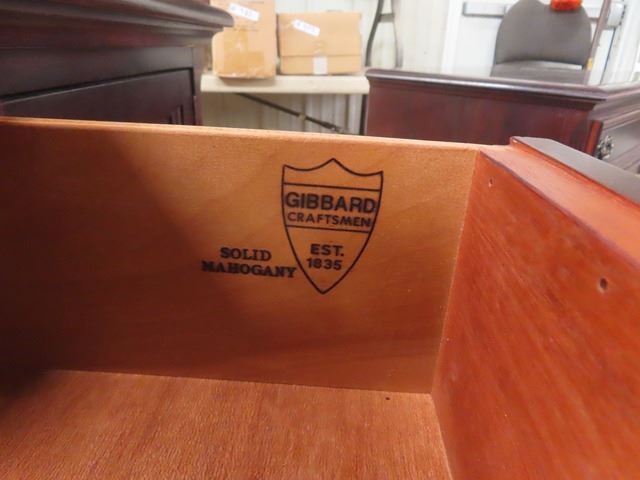 GIBBARD
CRAFTSMEN
EST.
1835
SOLID
MAHOGANY